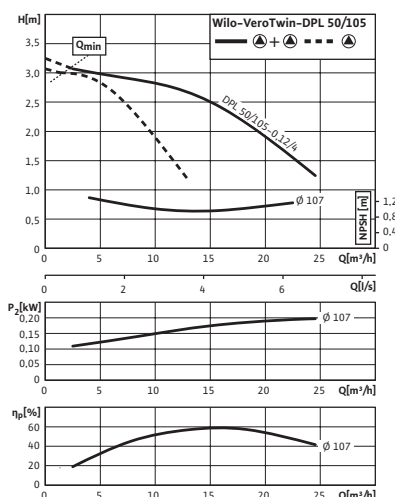 H[m]
Wilo-VeroTwin-DPL 50/105
+
3,5
3,0
2,5
2,0
1,5
1,0
0,5
0
Qmin
DPL 50/105-0,12/4
Ø 107
NPSH [m]
1,2
0,8
0,4
0
0 5 10 15 20 25 Q[m³/h]
0 2 4 6 Q[l/s]
P2[kW]
0,20
0,15
0,10
0,05
0
Ø 107
0 5 10 15 20 25 Q[m³/h]
ηp[%]
60
40
20
0
Ø 107
0 5 10 15 20 25 Q[m³/h]